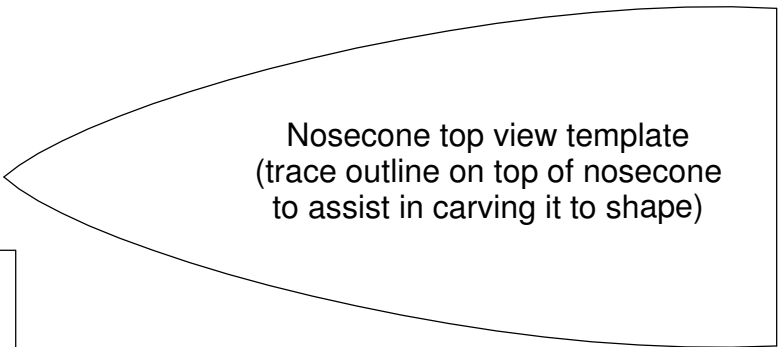 Nosecone top view template
(trace outline on top of nosecone
to assist in carving it to shape)